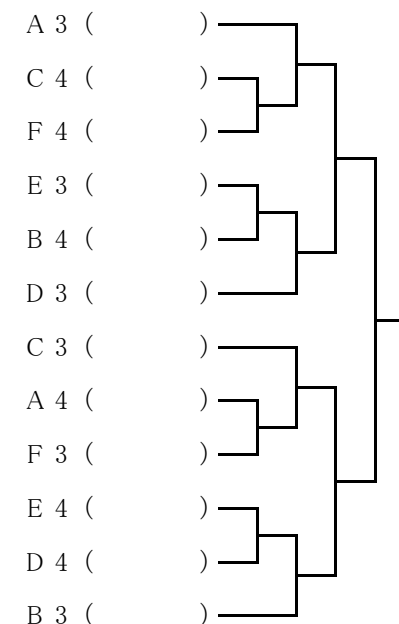 A 3 ( )
C 4 ( )
F 4 ( )
E 3 ( )
B 4 ( )
D 3 ( )
C 3 ( )
A 4 ( )
F 3 ( )
E 4 ( )
D 4 ( )
B 3 ( )